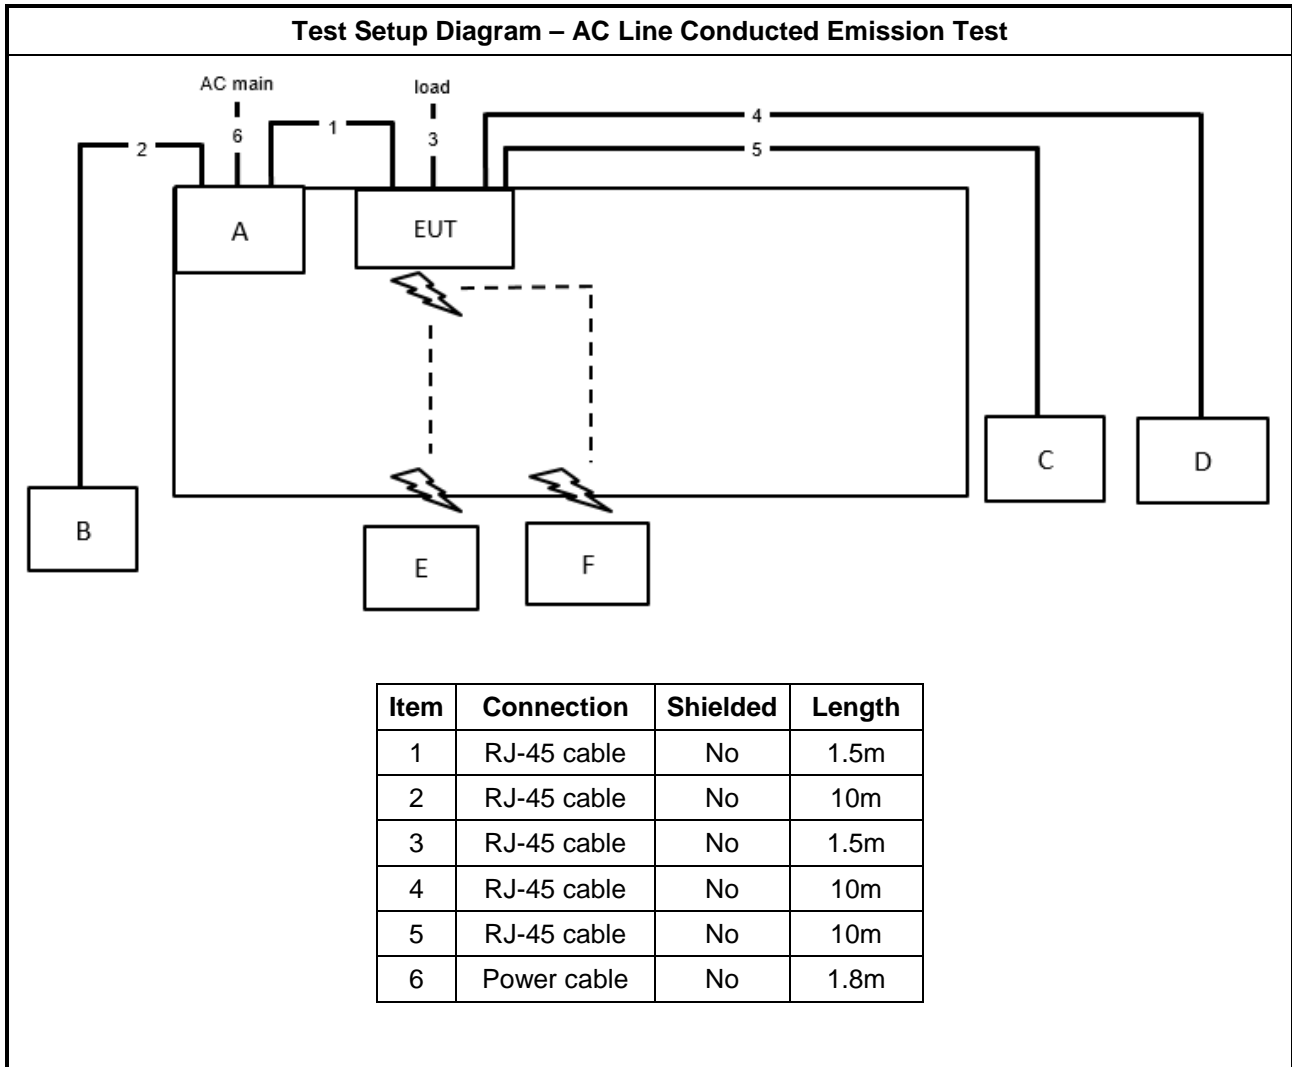 Test Setup Diagram – AC Line Conducted Emission Test
AC main
load
6
1
3
2
4
5
A
EUT
B
C
D
E
F
Item Connection Shielded Length
1 RJ-45 cable No 1.5m
2 RJ-45 cable No 10m
3 RJ-45 cable No 1.5m
4 RJ-45 cable No 10m
5 RJ-45 cable No 10m
6 Power cable No 1.8m